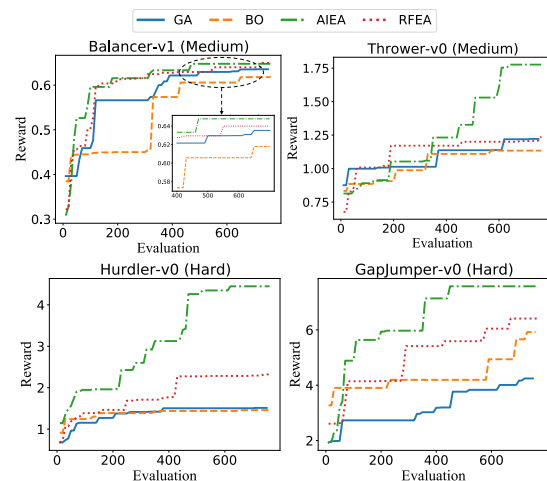 GA BO AIEA RFEA
Balancer-v1 (Medium)
Reward
0.6
0.5
0.4
0.3
0.64
0.62
0.60
0.58
400 600
0 200 400 600
Evaluation
Thrower-v0 (Medium)
Reward
1.75
1.50
1.25
1.00
0.75
0 200 400 600
Evaluation
Hurdler-v0 (Hard)
Reward
4
3
2
1
0 200 400 600
Evaluation
GapJumper-v0 (Hard)
Reward
6
4
2
0 200 400 600
Evaluation